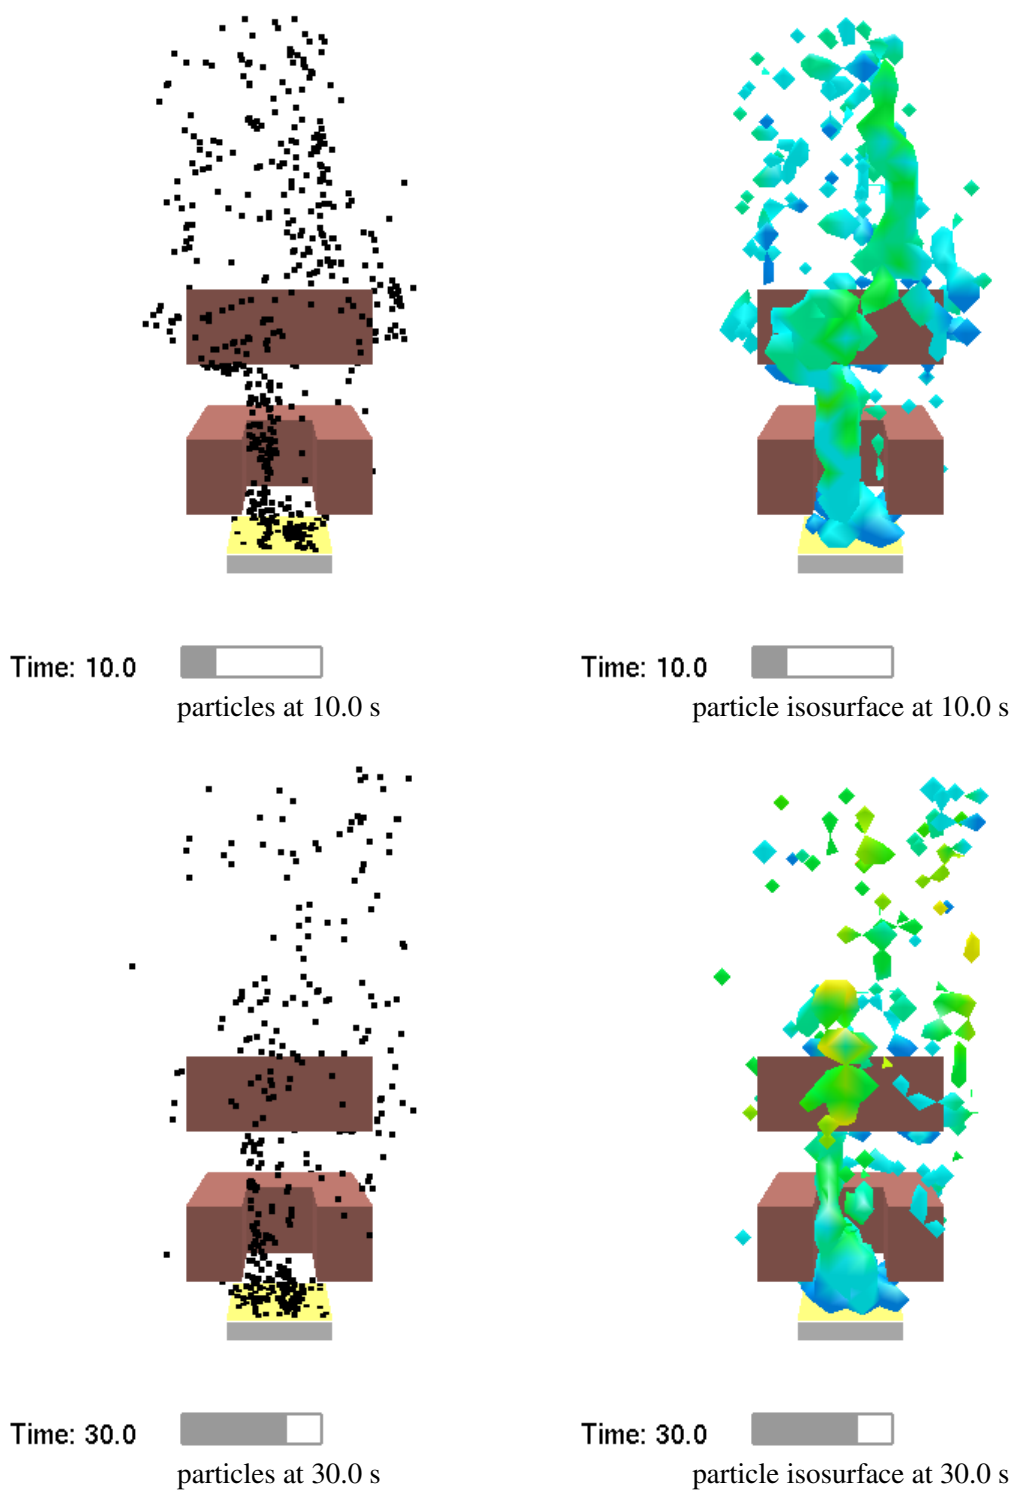 Time: 10.0
Time: 10.0
particles at 10.0 s
particle isosurface at 10.0 s
Time: 30.0
Time: 30.0
particles at 30.0 s
particle isosurface at 30.0 s